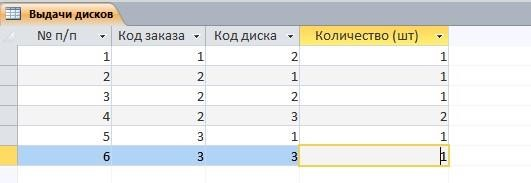 Выдачи дисков
№ п/п Код заказа Код диска Количество (шт)
1 1 2 1
2 2 1 1
3 2 2 1
4 2 3 2
5 3 1 1
6 3 3 1